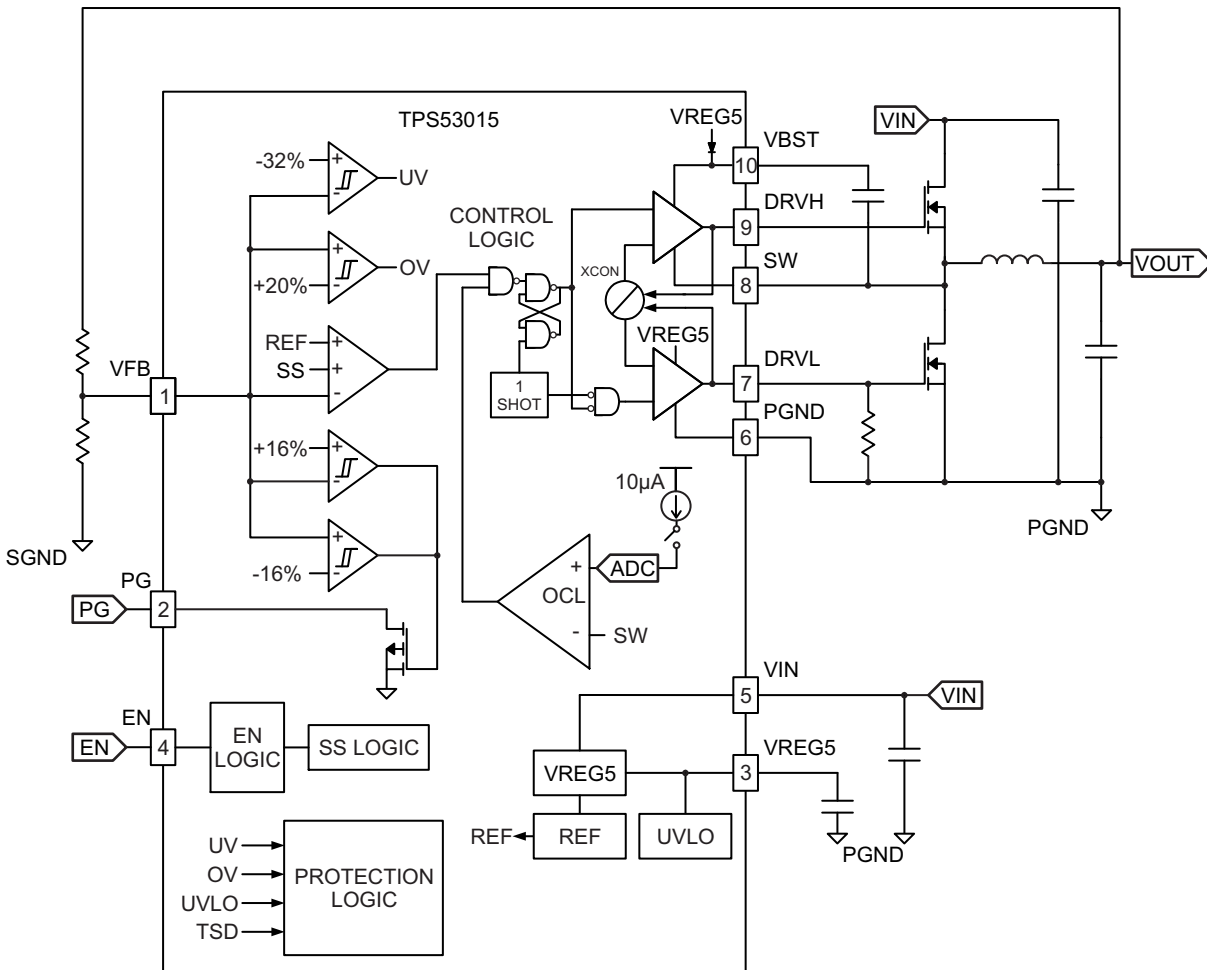 TPS53015
VREG5
VIN
VBST
10
-32%
+
-
UV
DRVH
9
CONTROL
LOGIC
+
-
OV
+20%
XCON
SW
8
VOUT
REF
+
SS
+
-
VREG5
VFB
1
DRVL
7
1
SHOT
PGND
6
+16%
+
-
10µA
PGND
SGND
+
-
-16%
ADC
+
OCL
-
SW
PG
PG
2
VIN
5
VIN
EN
EN
4
EN
LOGIC
SS LOGIC
VREG5
VREG5
3
REF
REF
UVLO
PGND
UV
OV
UVLO
TSD
PROTECTION
LOGIC